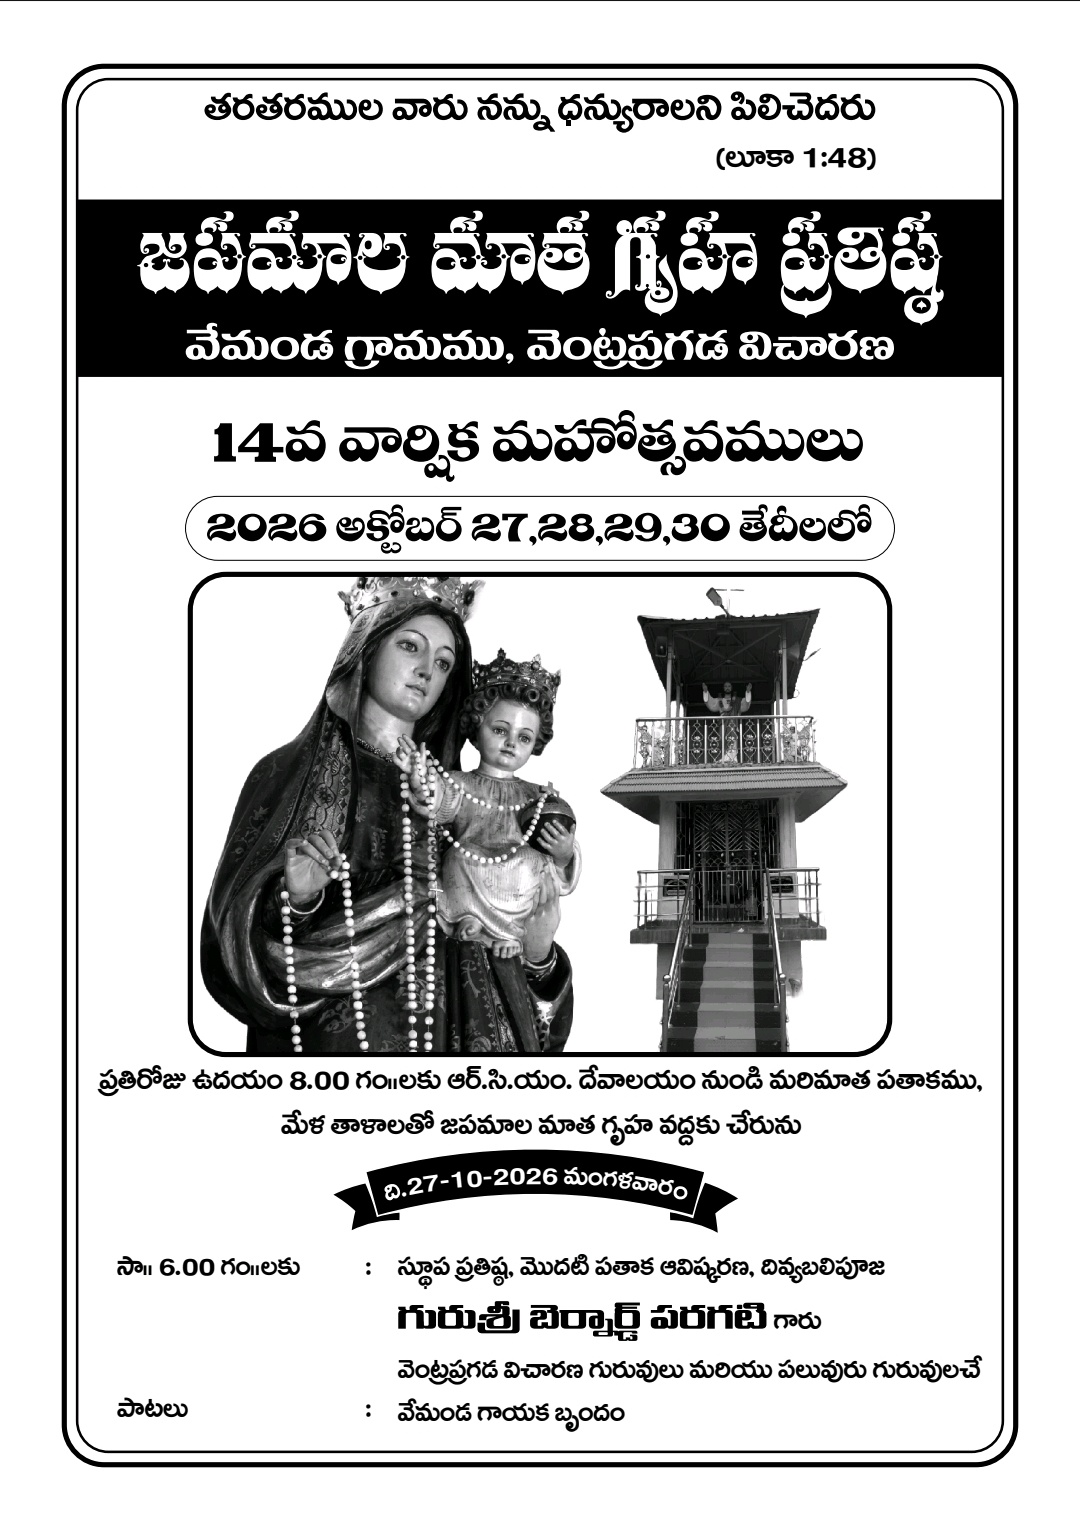 తరతరముల వారు నన్ను ధన్యురాలని పిలిచెదరు
(లూకా 1:48)
జపమాల మాత గృహ ప్రతిష్ఠ
వేమండ గ్రామము, వెంట్రప్రగడ విచారణ
14వ వార్షిక మహోత్సవములు
2026 అక్టోబర్ 27,28,29,30 తేదీలలో
ప్రతిరోజు ఉదయం 8.00 గం॥లకు ఆర్.సి.యం. దేవాలయం నుండి మరిమాత పతాకము,
మేళ తాళాలతో జపమాల మాత గృహ వద్దకు చేరును
ది.27-10-2026 మంగళవారం
సా॥ 6.00 గం॥లకు : స్థూప ప్రతిష్ఠ, మొదటి పతాక ఆవిష్కరణ, దివ్యబలిపూజ
గురుశ్రీ బెర్నార్డ్ పరగటి గారు
వెంట్రప్రగడ విచారణ గురువులు మరియు పలువురు గురువులచే
పాటలు : వేమండ గాయక బృందం